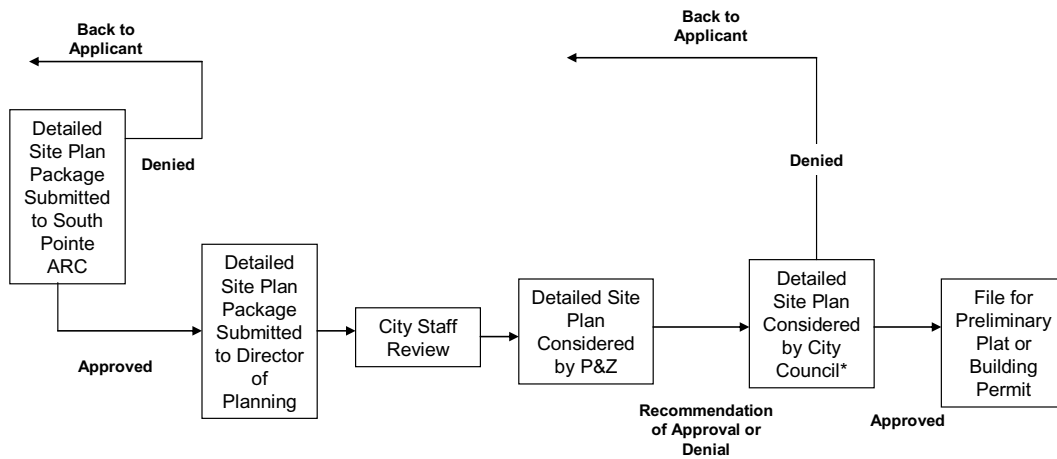 Back to
Applicant
Detailed
Site Plan
Package
Submitted
to South
Pointe
ARC
Denied
Approved
Detailed
Site Plan
Package
Submitted
to Director
of
Planning
City Staff
Review
Detailed Site
Plan
Considered
by P&Z
Recommendation
of Approval or
Denial
Back to
Applicant
Denied
Detailed
Site Plan
Considered
by City
Council*
Approved
File for
Preliminary
Plat or
Building
Permit